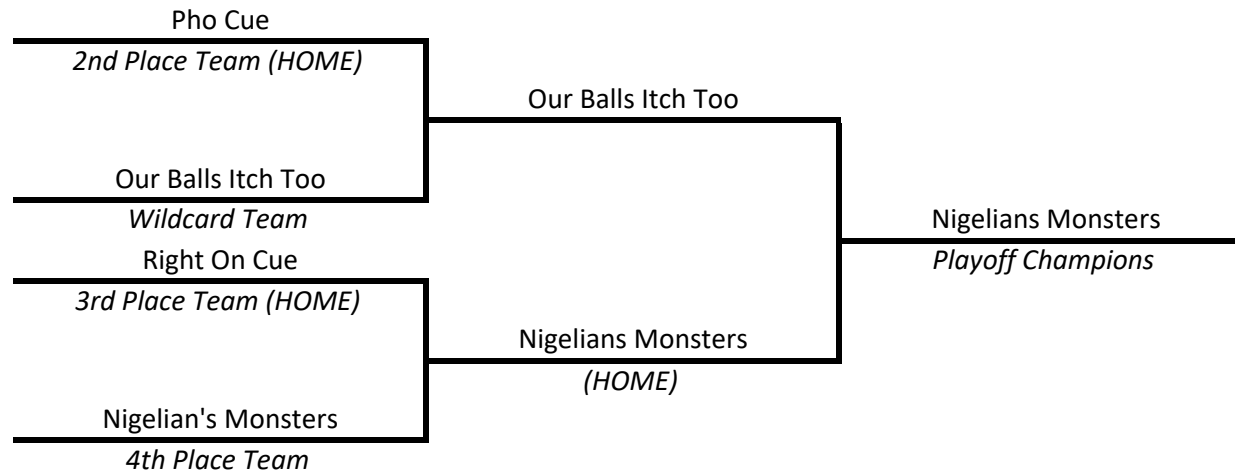 Pho Cue
2nd Place Team (HOME)
Our Balls Itch Too
Our Balls Itch Too
Wildcard Team
Nigelians Monsters
Playoff Champions
Right On Cue
3rd Place Team (HOME)
Nigelians Monsters
(HOME)
Nigelian's Monsters
4th Place Team